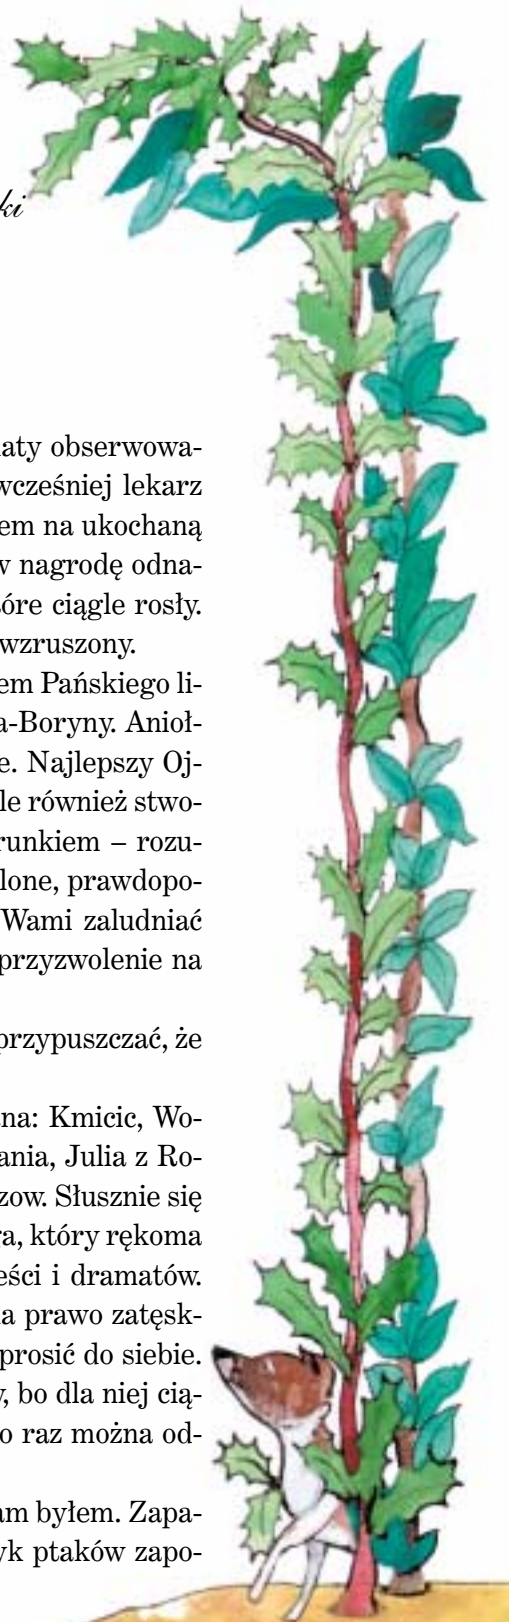 ki
aty obserwowa-
wcześniej lekarz
em na ukochaną
w nagrodę odna-
óre ciągle rosły.
wzruszony.
em Pańskiego li-
a-Boryny. Anioł-
e. Najlepszy Oj-
le również stwo-
runkiem – rozu-
lone, prawdopo-
Wami zaludniać
przyzwolenie na
przypuszczać, że
na: Kmicic, Wo-
ania, Julia z Ro-
zow. Słusznie się
ga, który rękoma
eści i dramatów.
a prawo zatęsk-
prosić do siebie.
y, bo dla niej cią-
o raz można od-
am byłem. Zapa-
yk ptaków zapo-